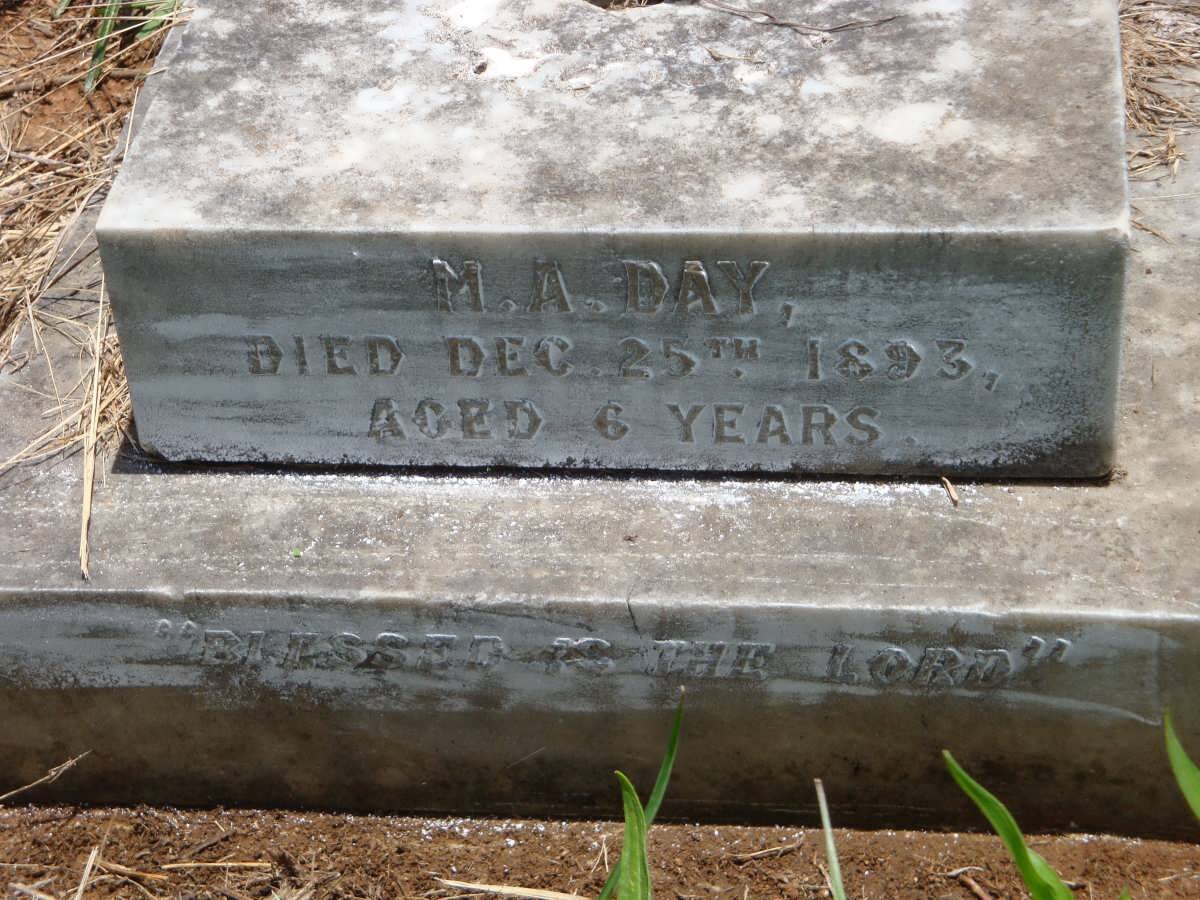 M.A.DAY,
DIED DEC. 25TH. 1893,
AGED 6 YEARS.
"BLESSED IS THE LORD"